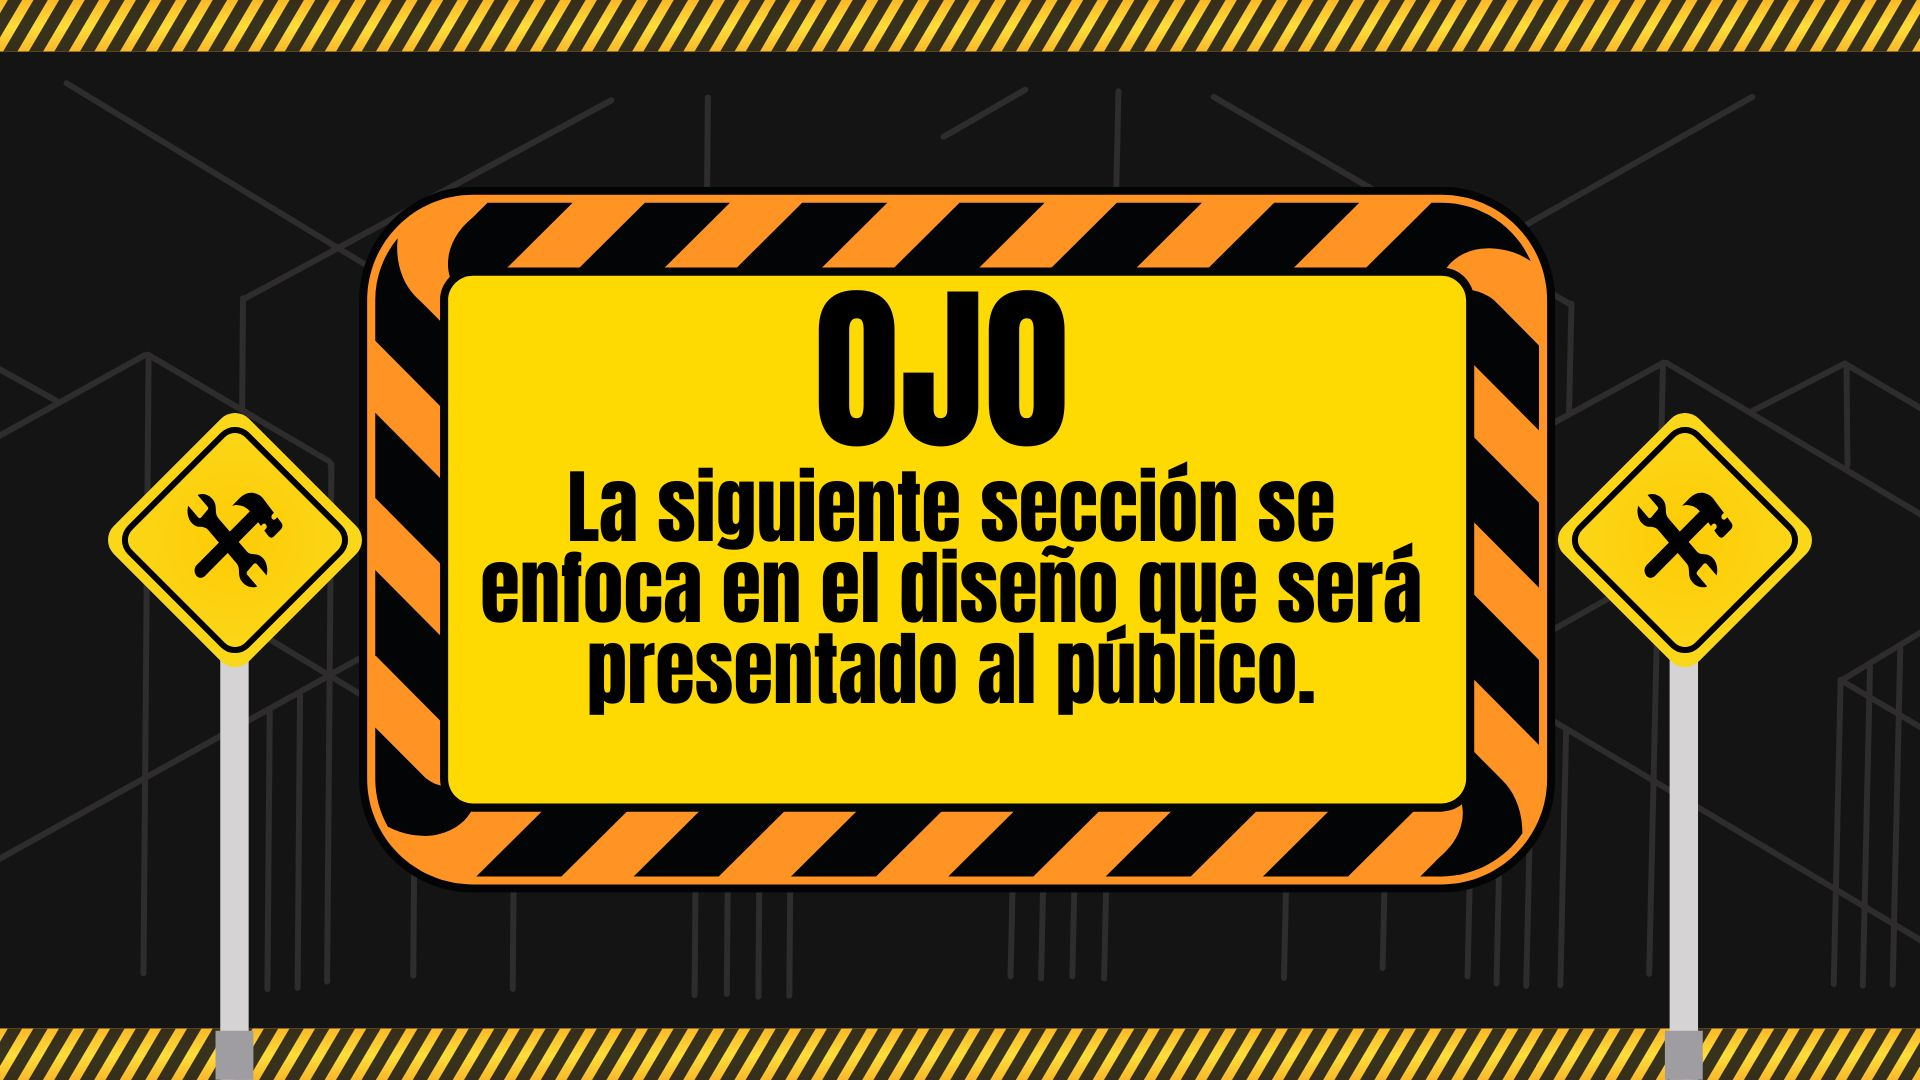 OJO
La siguiente sección se
enfoca en el diseño que será
presentado al público.